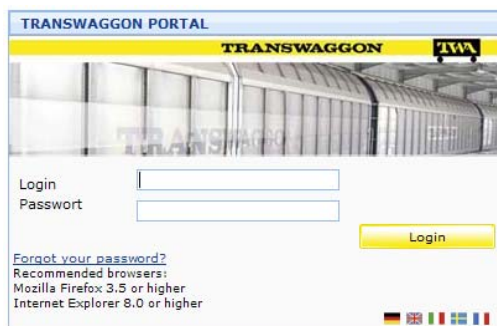 TRANSWAGGON PORTAL
TRANSWAGGON TWA
TRANSWAGGON
Login
Passwort
Login
Forgot your password?
Recommended browsers:
Mozilla Firefox 3.5 or higher
Internet Explorer 8.0 or higher